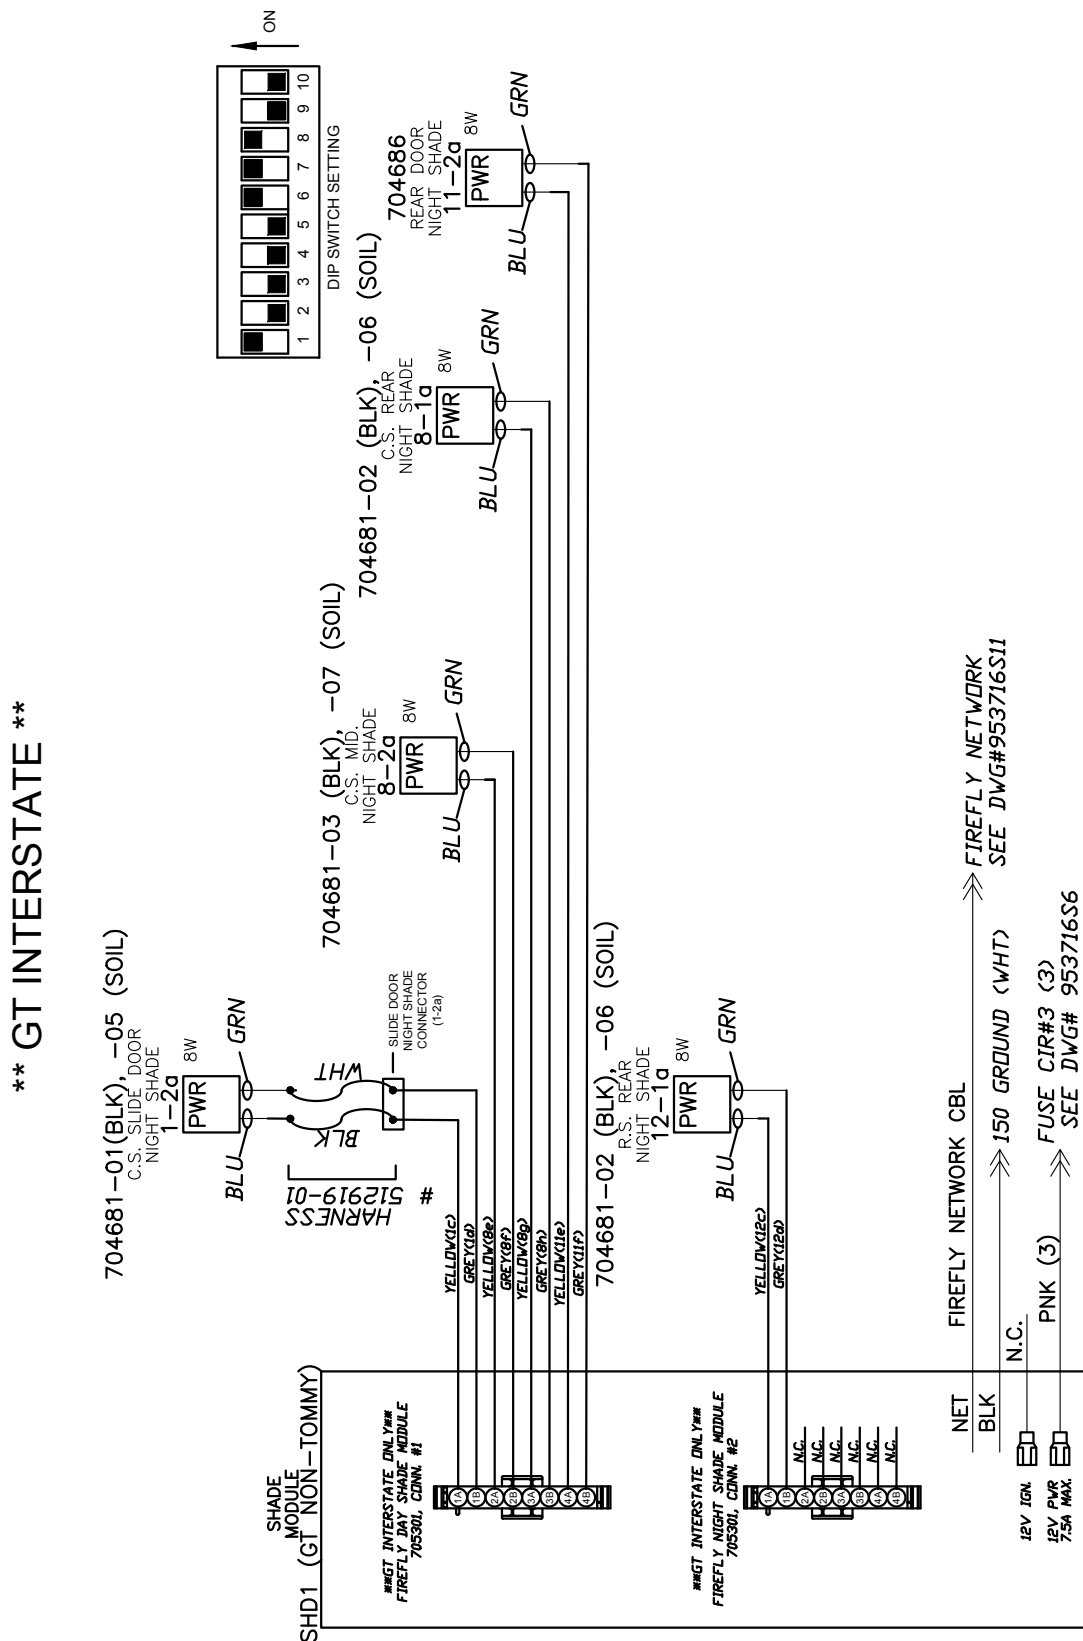 ** GT INTERSTATE **
ON
1 2 3 4 5 6 7 8 9 10
DIP SWITCH SETTING
704681-01(BLK), -05 (SOIL)
C.S. SLIDE DOOR
NIGHT SHADE
1-2a
8W
PWR
BLU
GRN
BLK
WHT
HARNESS
512919-01
#
SLIDE DOOR
NIGHT SHADE
CONNECTOR
(1-2a)
704681-03 (BLK), -07 (SOIL)
C.S. MID.
NIGHT SHADE
8-2a
8W
PWR
BLU
GRN
704681-02 (BLK), -06 (SOIL)
C.S. REAR
NIGHT SHADE
8-1a
8W
PWR
BLU
GRN
704686
REAR DOOR
NIGHT SHADE
11-2a
8W
PWR
BLU
GRN
YELLOW(1c)
GREY(1d)
YELLOW(8e)
GREY(8f)
YELLOW(8g)
GREY(8h)
YELLOW(11e)
GREY(11f)
704681-02 (BLK), -06 (SOIL)
R.S. REAR
NIGHT SHADE
12-1a
8W
PWR
BLU
GRN
YELLOW(12c)
GREY(12d)
SHADE
MODULE
SHD1 (GT NON-TOMMY)
**GT INTERSTATE ONLY**
FIREFLY DAY SHADE MODULE
705301, CONN. #1
1A
1B
2A
2B
3A
3B
4A
4B
**GT INTERSTATE ONLY**
FIREFLY NIGHT SHADE MODULE
705301, CONN. #2
1A
1B
2A N.C.
2B N.C.
3A N.C.
3B N.C.
4A N.C.
4B N.C.
NET
FIREFLY NETWORK CBL
FIREFLY NETWORK
SEE DWG#953716S11
BLK
150 GROUND (WHT)
12V IGN.
N.C.
12V PWR
7.5A MAX.
PNK (3)
FUSE CIR#3 (3)
SEE DWG# 953716S6